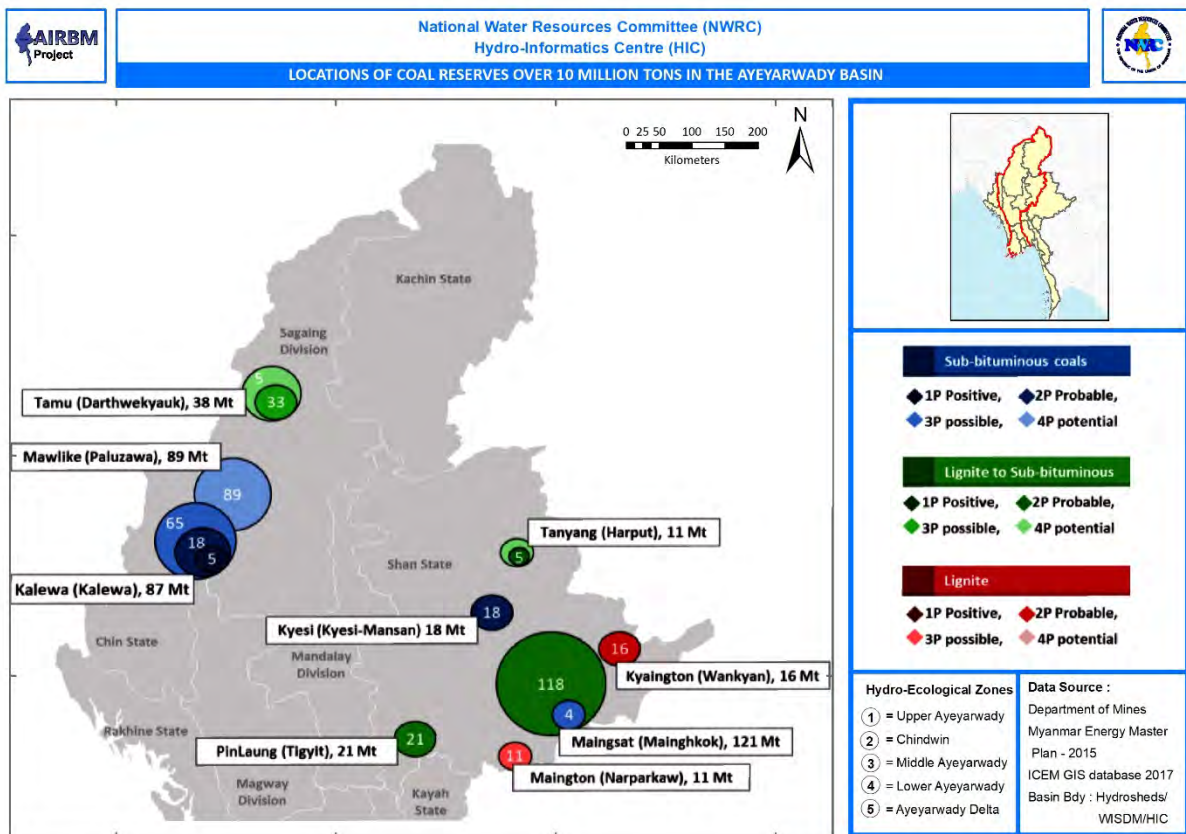 AIRBM
Project
National Water Resources Committee (NWRC)
Hydro-Informatics Centre (HIC)
LOCATIONS OF COAL RESERVES OVER 10 MILLION TONS IN THE AYEYARWADY BASIN
NWRC
N
0 25 50 100 150 200
Kilometers
Kachin State
Sagaing
Division
5
33
Tamu (Darthwekyauk), 38 Mt
Mawlike (Paluzawa), 89 Mt
89
65
18
5
Kalewa (Kalewa), 87 Mt
Tanyang (Harput), 11 Mt
5
Shan State
18
Kyesi (Kyesi-Mansan) 18 Mt
Chin State
Mandalay
Division
16
Kyaington (Wankyan), 16 Mt
118
4
Maingsat (Mainghkok), 121 Mt
Rakhine State
21
PinLaung (Tigyit), 21 Mt
11
Maington (Narparkaw), 11 Mt
Magway
Division
Kayah
State
Sub-bituminous coals
1P Positive, 2P Probable,
3P possible, 4P potential
Lignite to Sub-bituminous
1P Positive, 2P Probable,
3P possible, 4P potential
Lignite
1P Positive, 2P Probable,
3P possible, 4P potential
Hydro-Ecological Zones
1 = Upper Ayeyarwady
2 = Chindwin
3 = Middle Ayeyarwady
4 = Lower Ayeyarwady
5 = Ayeyarwady Delta
Data Source :
Department of Mines
Myanmar Energy Master
Plan - 2015
ICEM GIS database 2017
Basin Bdy : Hydrosheds/
WISDM/HIC